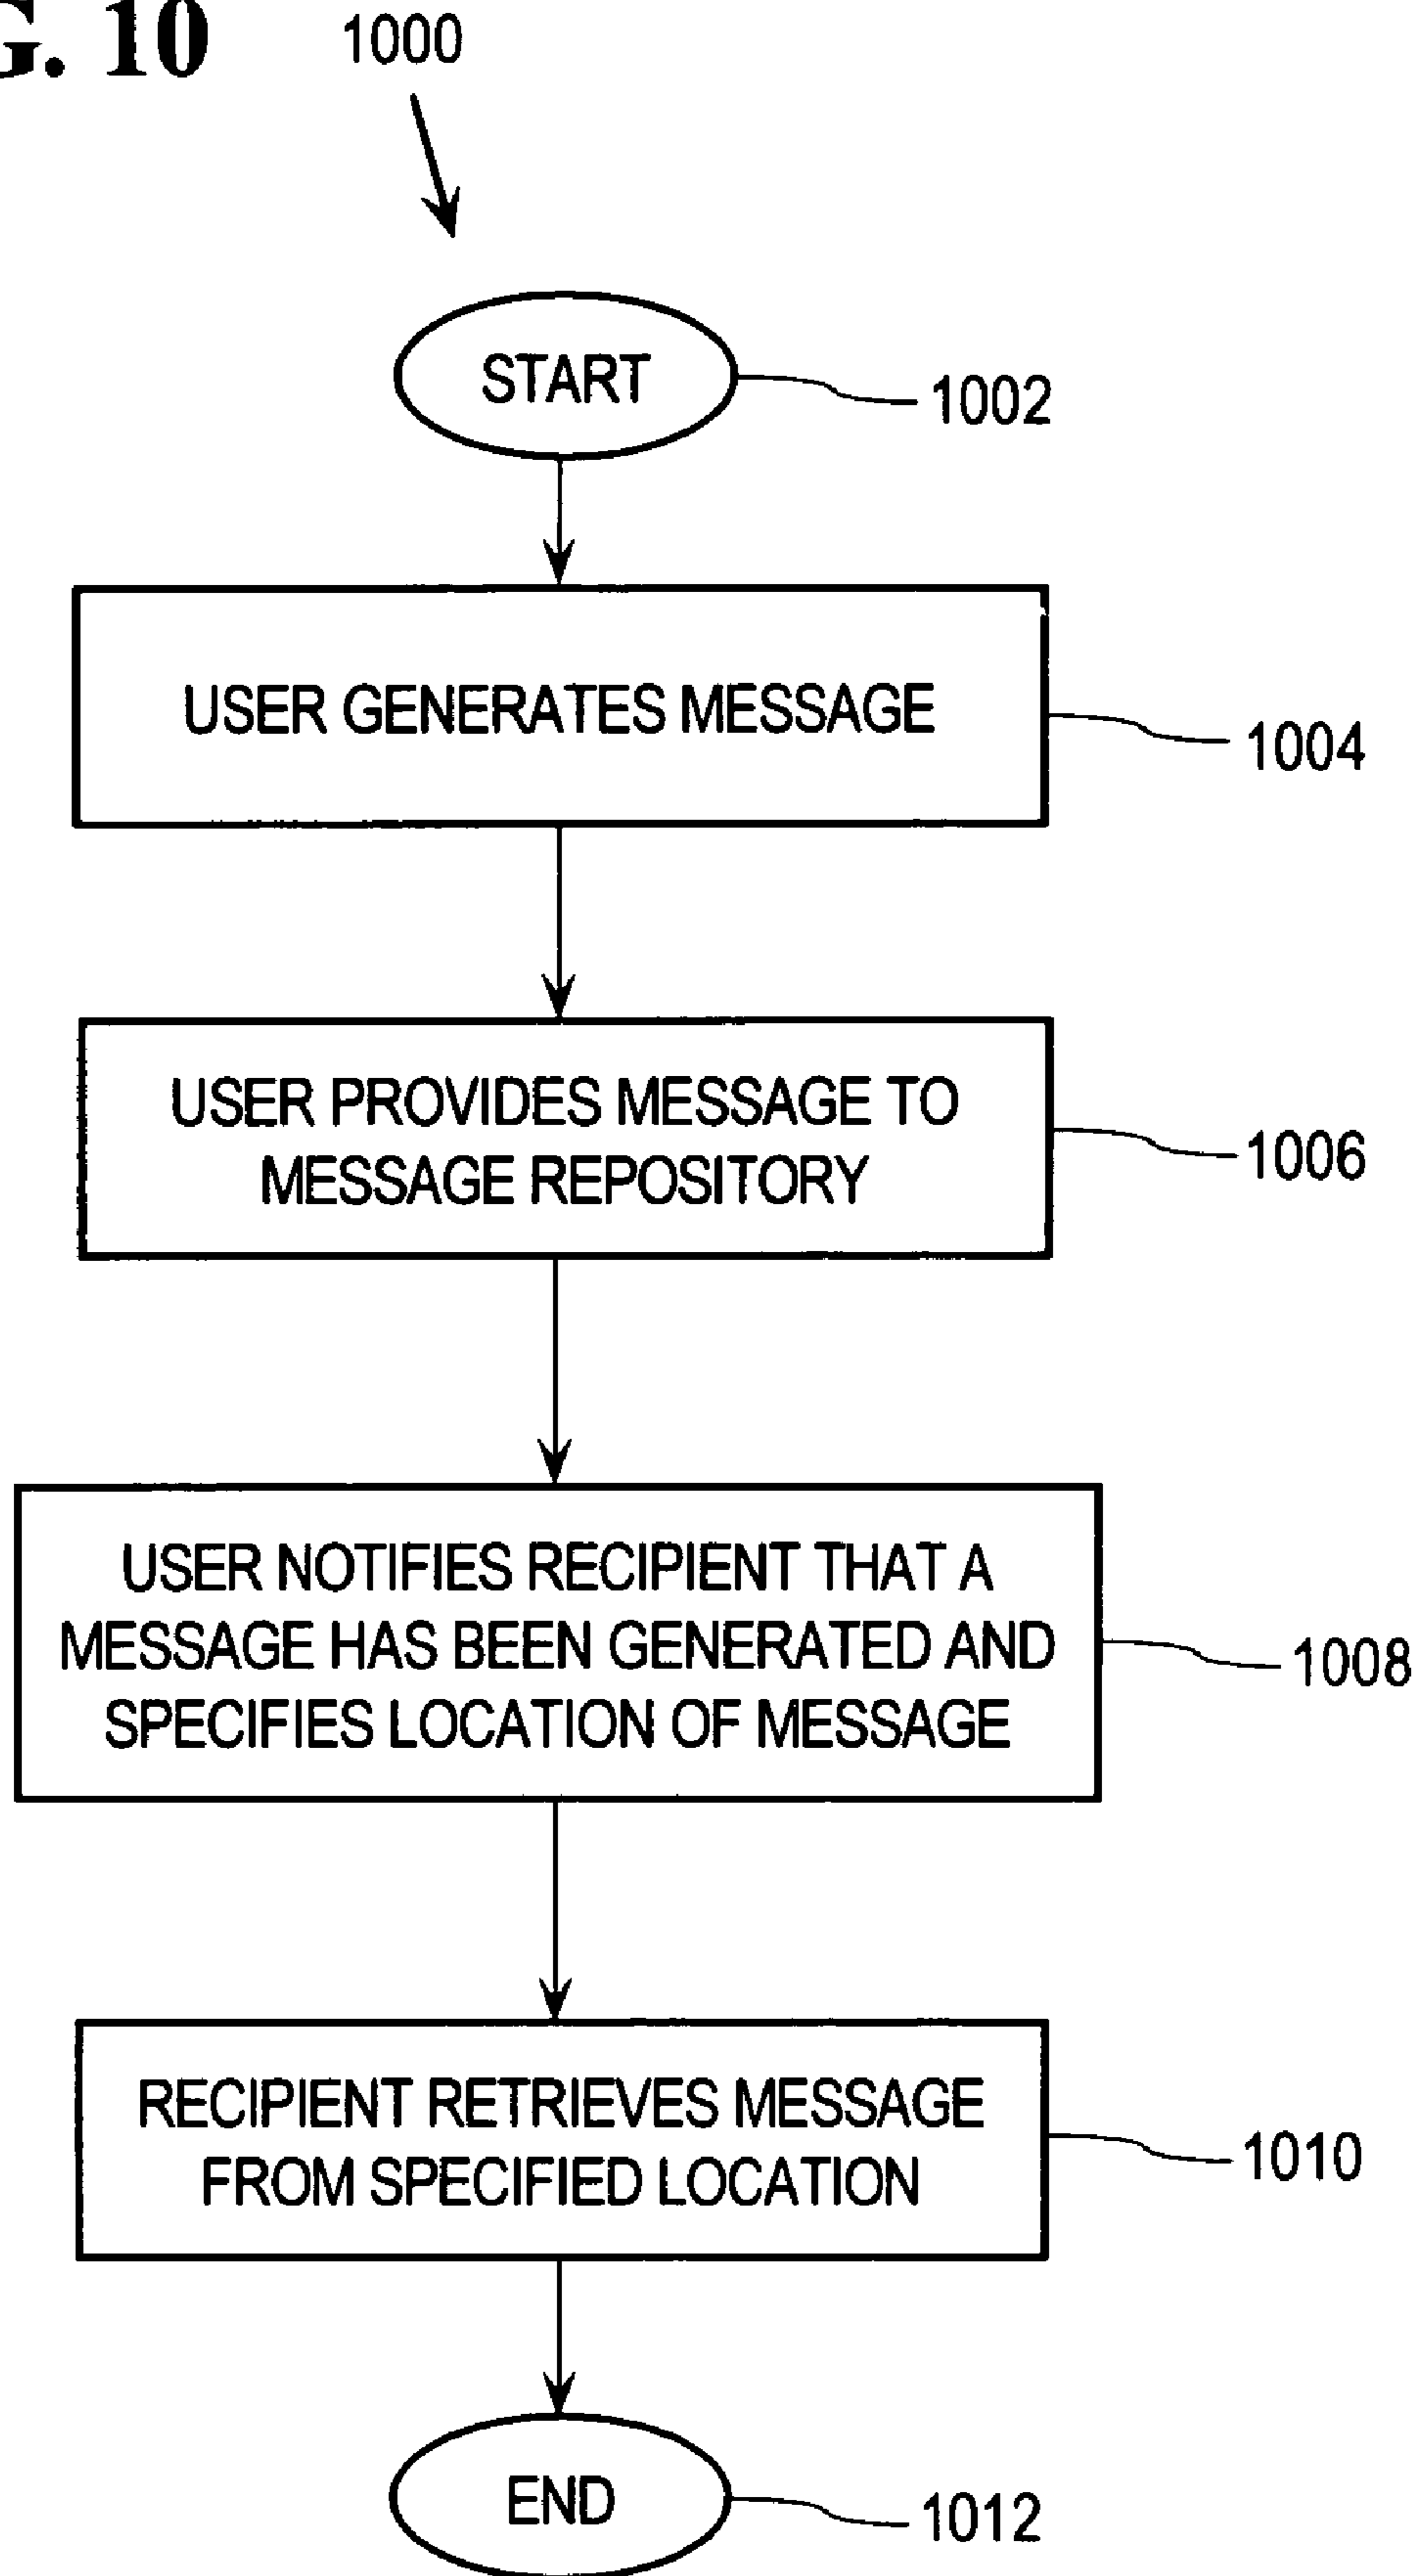 G. 10
1000
START
1002
USER GENERATES MESSAGE
1004
USER PROVIDES MESSAGE TO
MESSAGE REPOSITORY
1006
USER NOTIFIES RECIPIENT THAT A
MESSAGE HAS BEEN GENERATED AND
SPECIFIES LOCATION OF MESSAGE
1008
RECIPIENT RETRIEVES MESSAGE
FROM SPECIFIED LOCATION
1010
END
1012